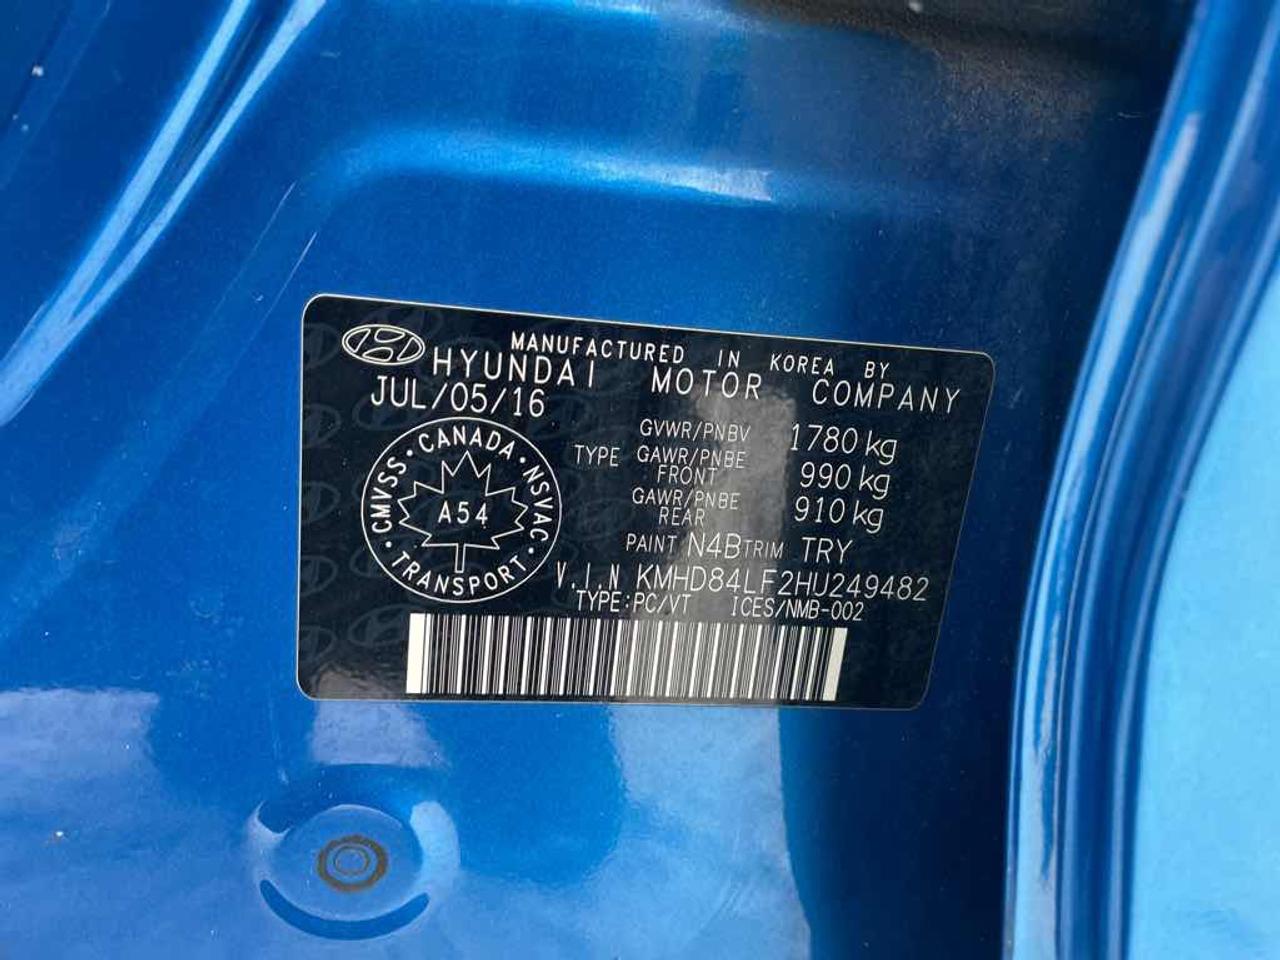 MANUFACTURED IN KOREA BY
HYUNDAI MOTOR COMPANY
JUL/05/16
CMVSS · CANADA · NSVAC · TRANSPORT ·
A54
GVWR/PNBV 1780 kg
TYPE GAWR/PNBE FRONT 990 kg
GAWR/PNBE REAR 910 kg
PAINT N4B TRIM TRY
V.I.N KMHD84LF2HU249482
TYPE:PC/VT ICES/NMB-002